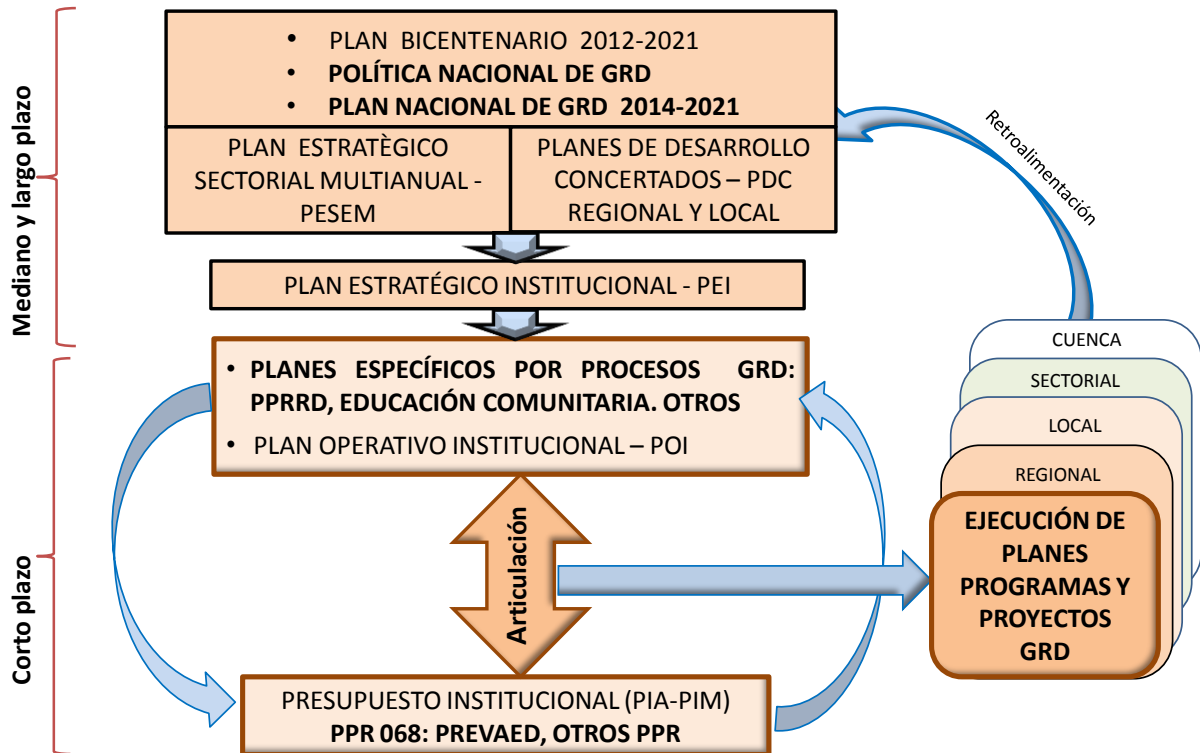 Mediano y largo plazo
• PLAN BICENTENARIO 2012-2021
• POLÍTICA NACIONAL DE GRD
• PLAN NACIONAL DE GRD 2014-2021
PLAN ESTRATÈGICO
SECTORIAL MULTIANUAL -
PESEM
PLANES DE DESARROLLO
CONCERTADOS – PDC
REGIONAL Y LOCAL
PLAN ESTRATÉGICO INSTITUCIONAL - PEI
Retroalimentación
Corto plazo
• PLANES ESPECÍFICOS POR PROCESOS GRD:
PPRRD, EDUCACIÓN COMUNITARIA. OTROS
• PLAN OPERATIVO INSTITUCIONAL – POI
Articulación
PRESUPUESTO INSTITUCIONAL (PIA-PIM)
PPR 068: PREVAED, OTROS PPR
CUENCA
SECTORIAL
LOCAL
REGIONAL
EJECUCIÓN DE
PLANES
PROGRAMAS Y
PROYECTOS
GRD